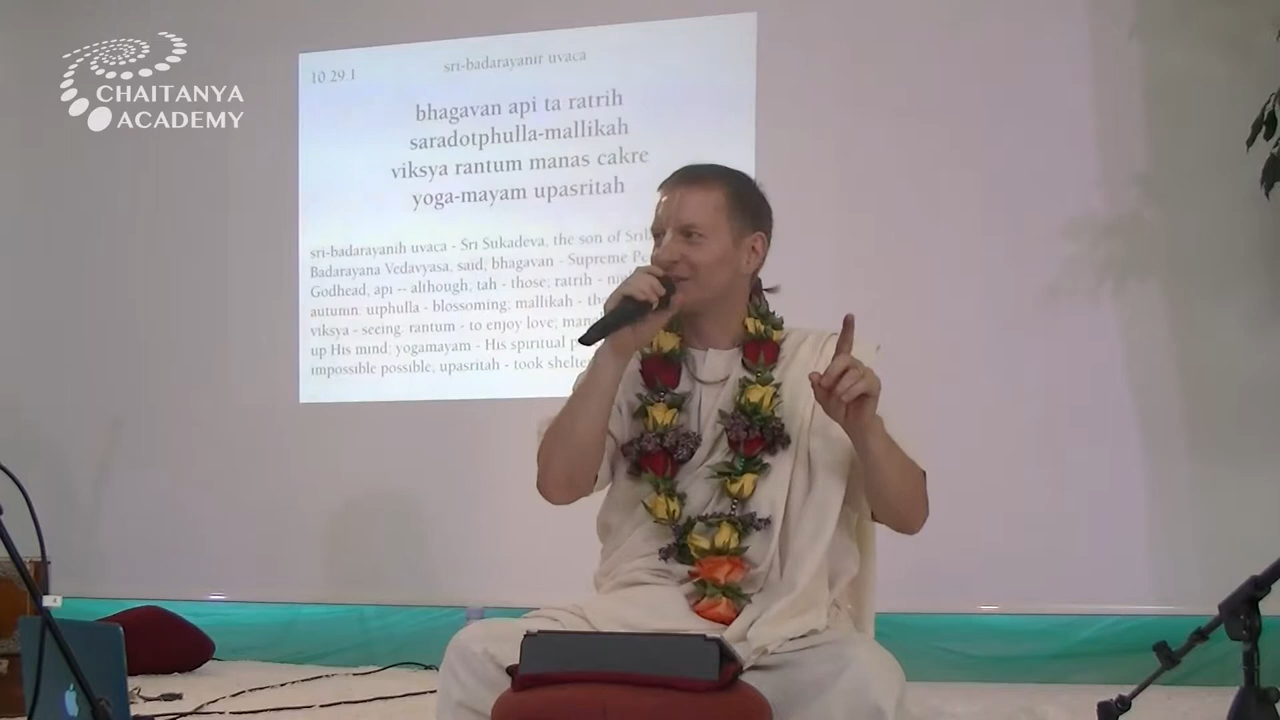 CHAITANYA
ACADEMY
10.29.1
sri-badarayanir uvaca
bhagavan api ta ratrih
saradotphulla-mallikah
viksya rantum manas cakre
yoga-mayam upasritah
sri-badarayanih uvaca - Sri Sukadeva, the son of
Badarayana Vedavyasa, said; bhagavan - Supreme
Godhead, api -- although; tah - those; ratrih -
autumn; utphulla - blossoming; mallikah -
viksya - seeing; rantum - to enjoy love;
up His mind; yogamayam - His spiritual
impossible possible, upasritah - took